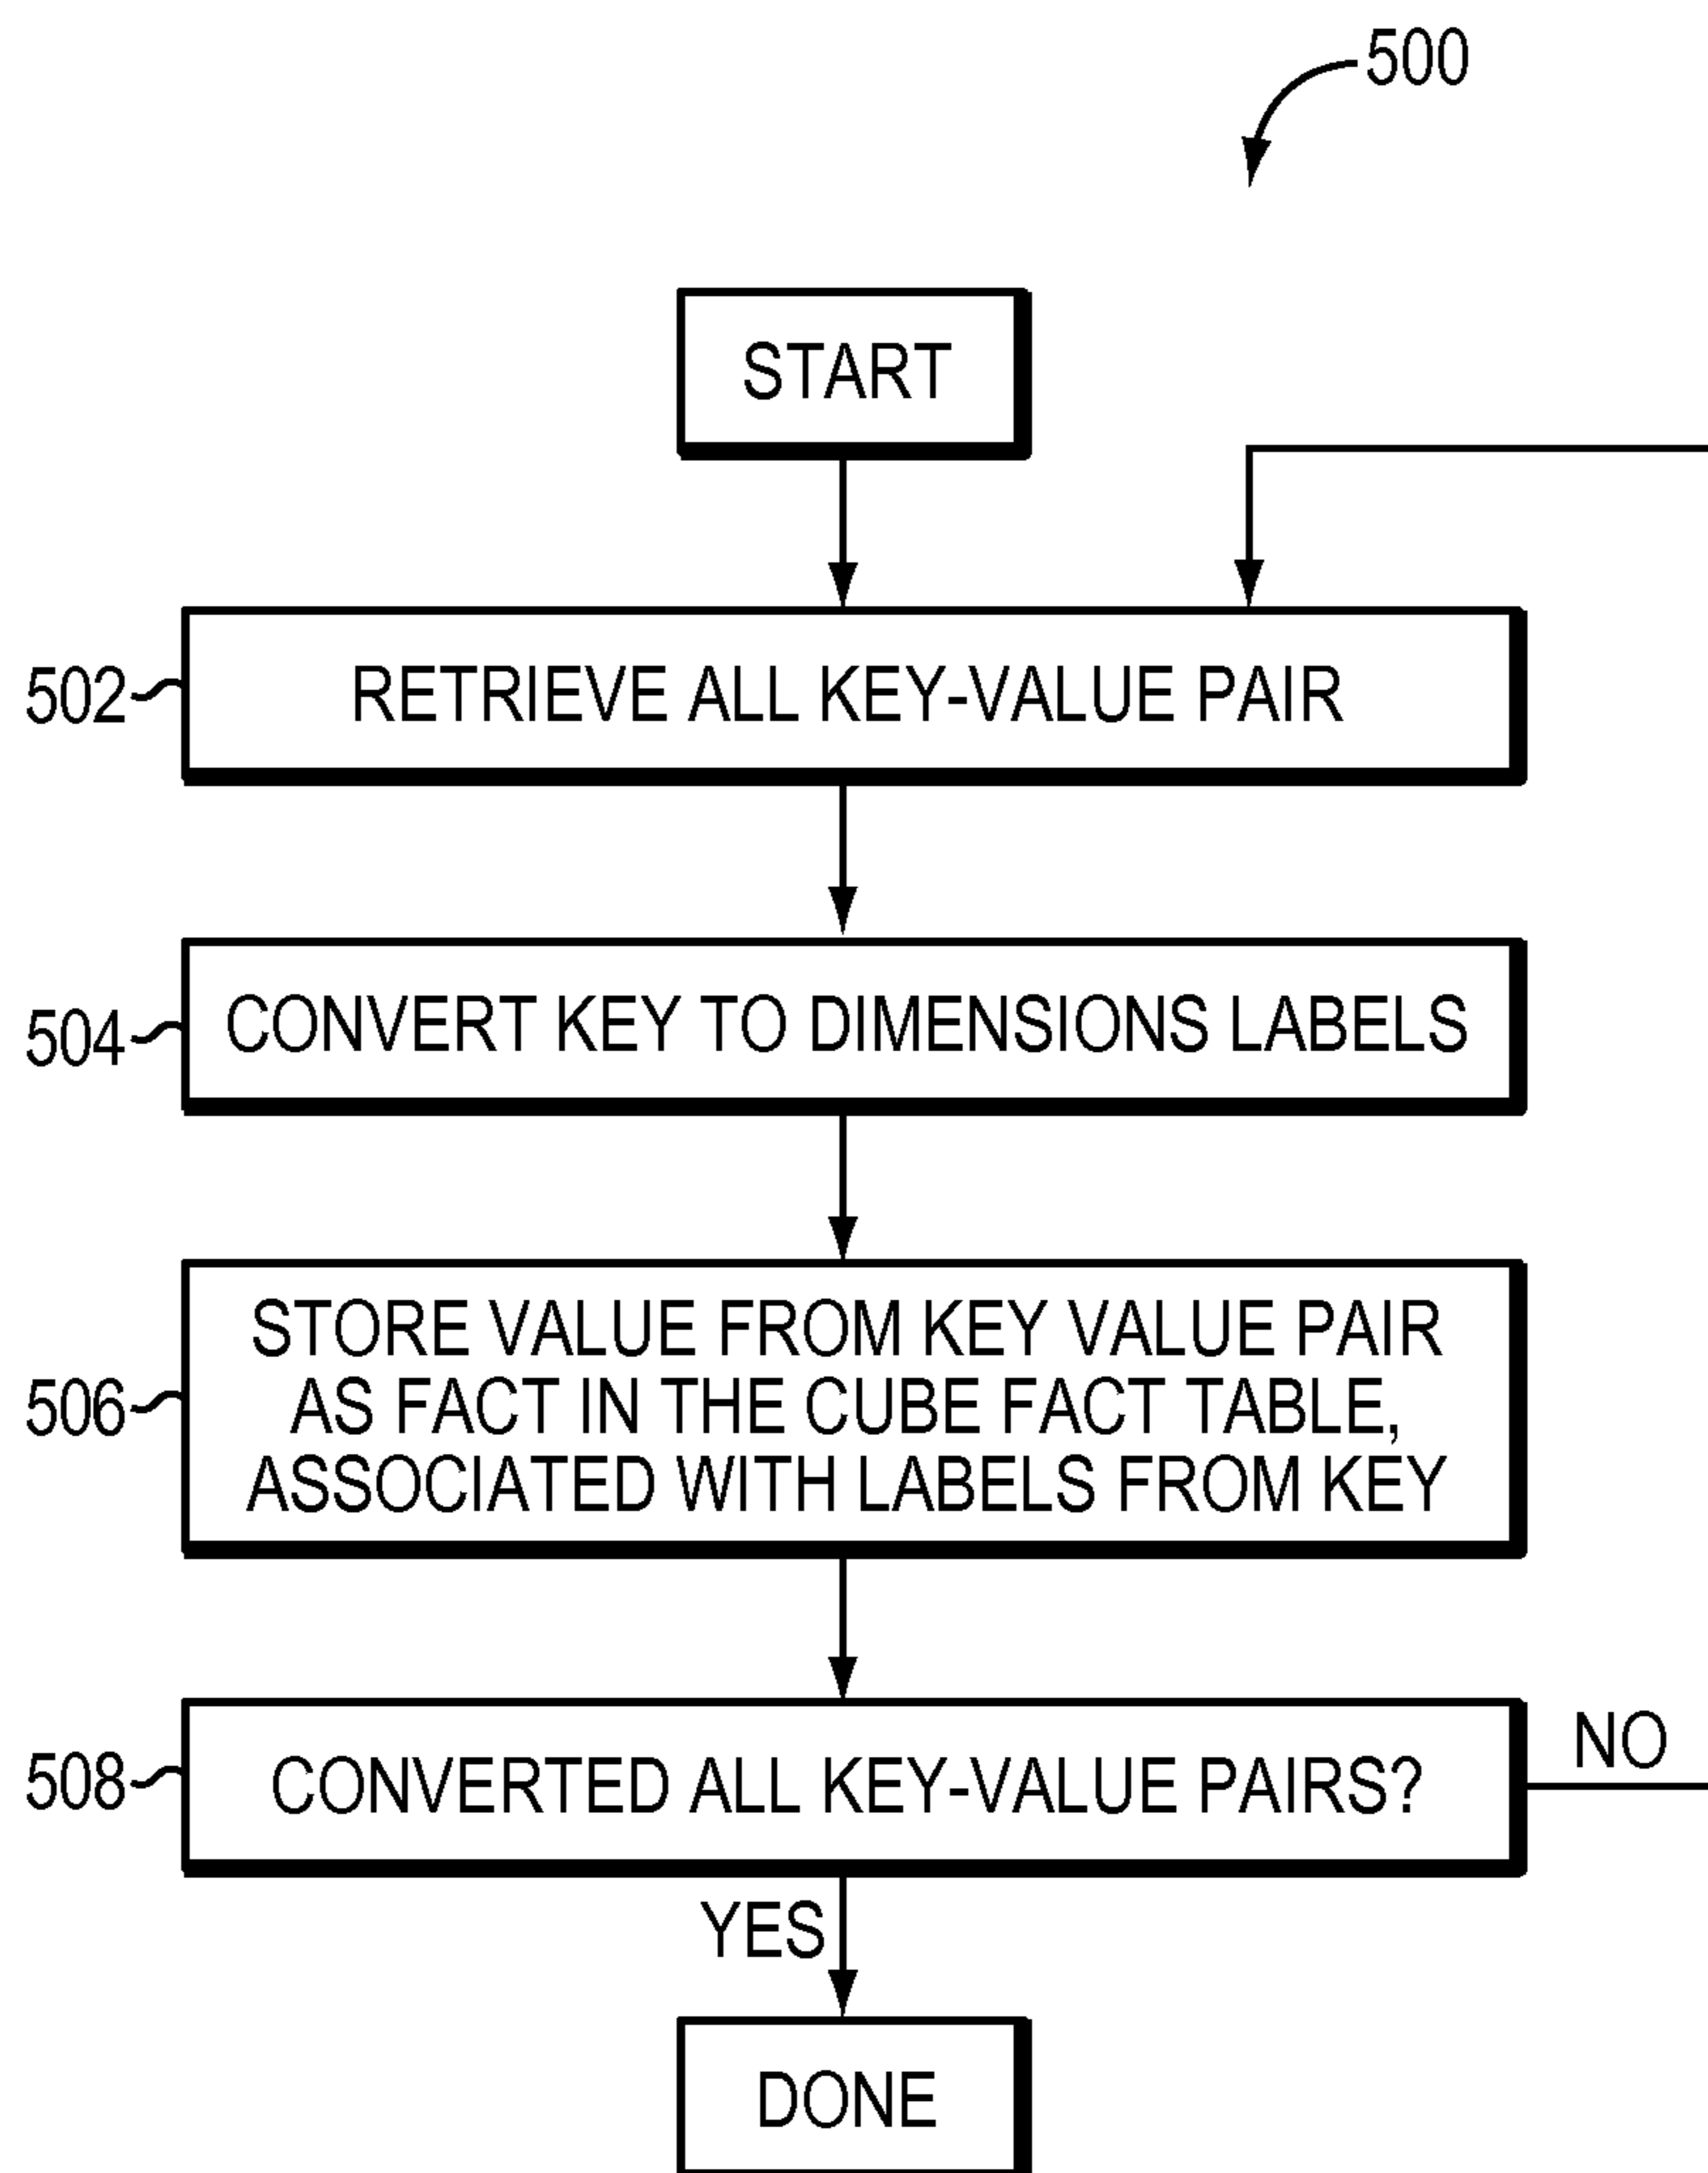 500
START
502
RETRIEVE ALL KEY-VALUE PAIR
504
CONVERT KEY TO DIMENSIONS LABELS
506
STORE VALUE FROM KEY VALUE PAIR
AS FACT IN THE CUBE FACT TABLE,
ASSOCIATED WITH LABELS FROM KEY
508
CONVERTED ALL KEY-VALUE PAIRS?
NO
YES
DONE